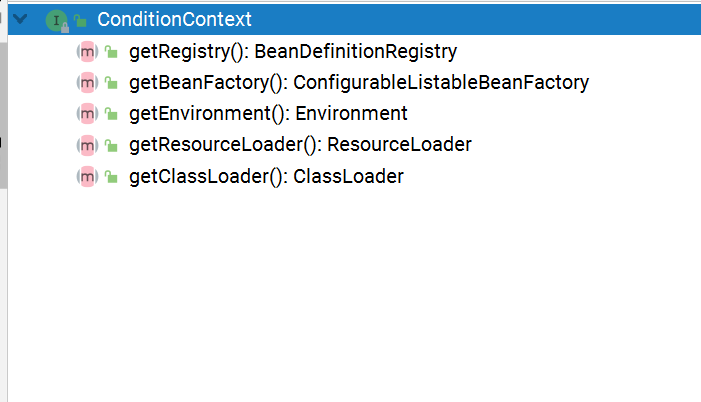 ConditionContext
getRegistry(): BeanDefinitionRegistry
getBeanFactory(): ConfigurableListableBeanFactory
getEnvironment(): Environment
getResourceLoader(): ResourceLoader
getClassLoader(): ClassLoader